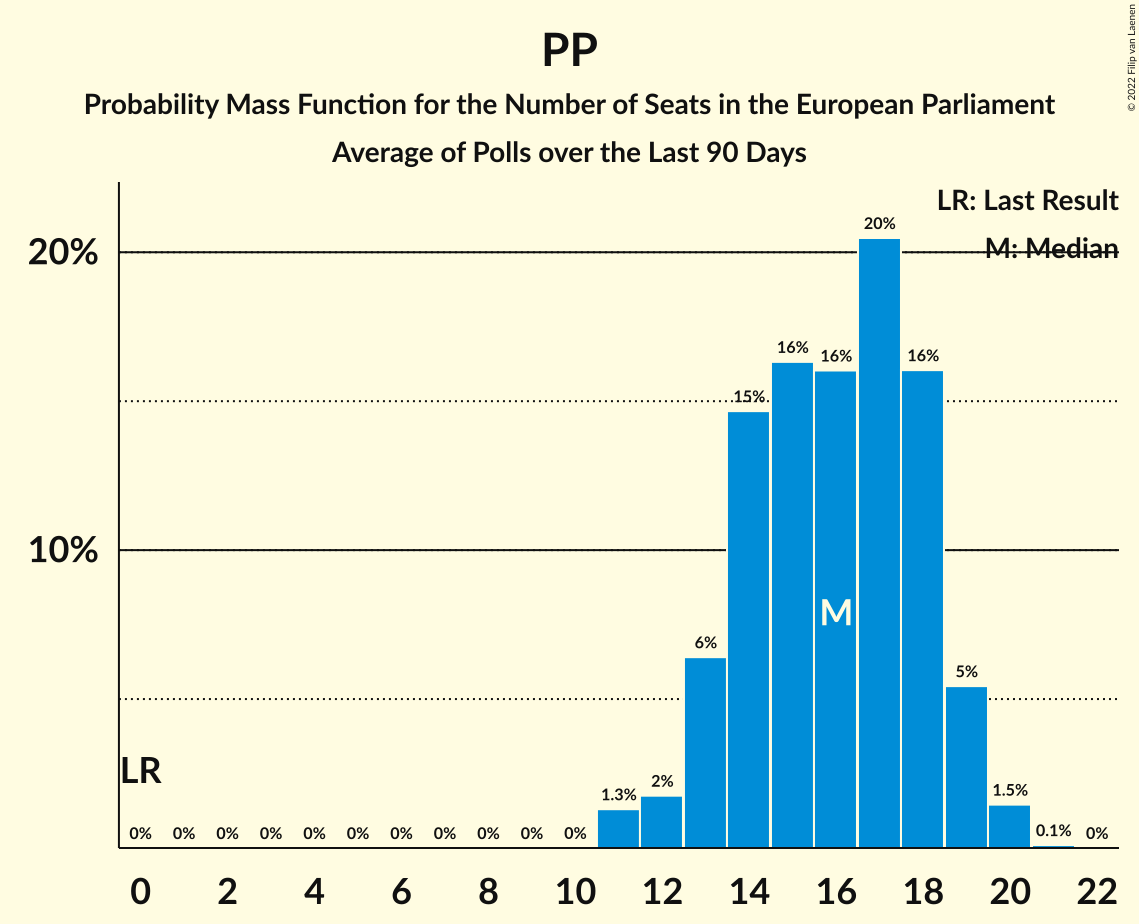 © 2022 Filip van Laenen
PP
Probability Mass Function for the Number of Seats in the European Parliament
Average of Polls over the Last 90 Days
LR: Last Result
M: Median
20%
10%
20%
16%
16%
16%
15%
M
6%
5%
LR
1.3%
2%
1.5%
0.1%
0%
0% 0% 0% 0% 0% 0% 0% 0% 0% 0% 0%
0 2 4 6 8 10 12 14 16 18 20 22